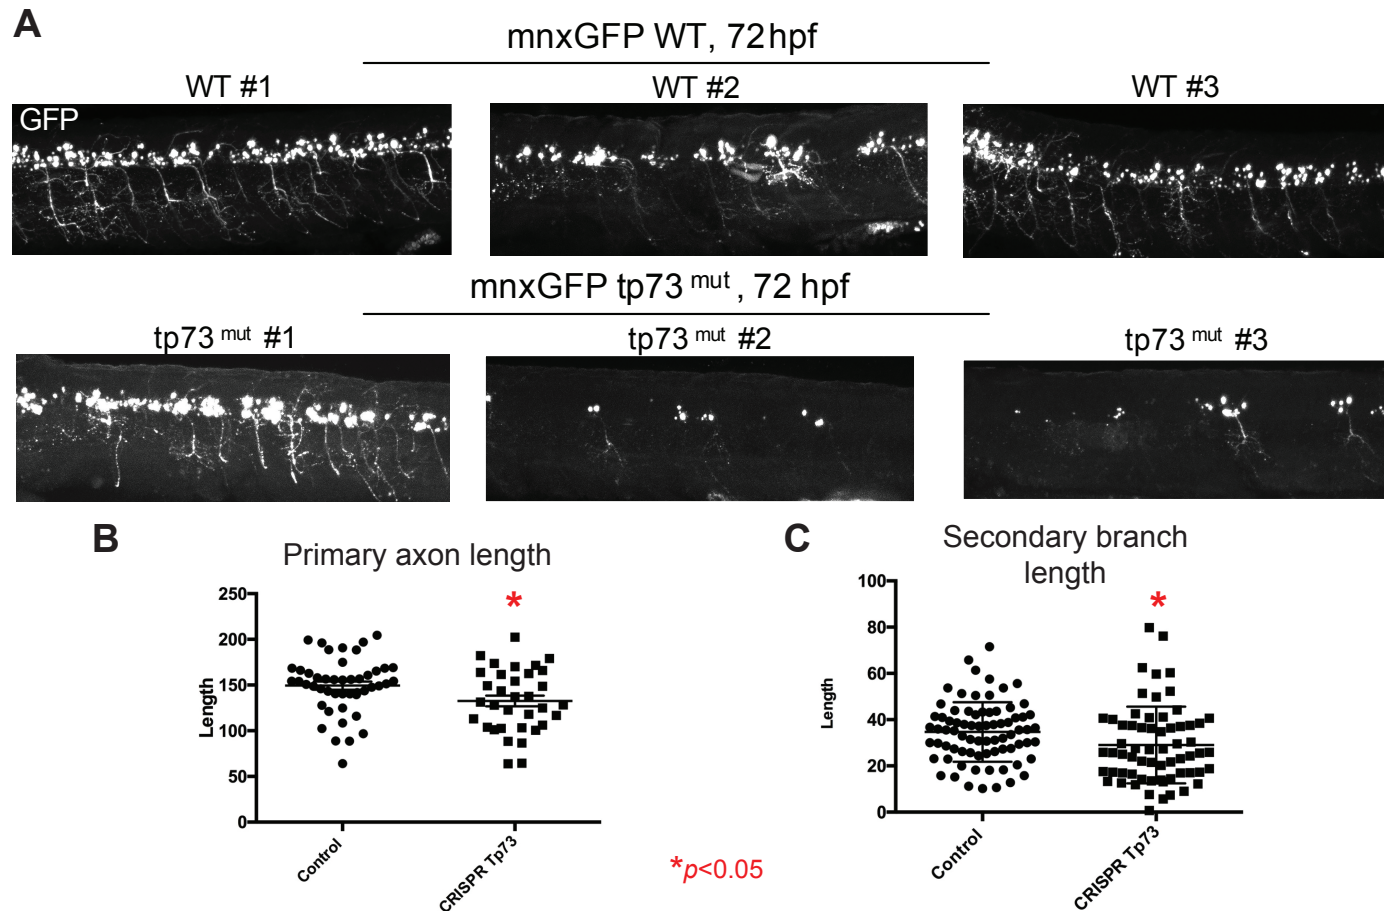 A
mnxGFP WT, 72 hpf
WT #1
WT #2
WT #3
GFP
mnxGFP tp73 mut , 72 hpf
tp73 mut #1
tp73 mut #2
tp73 mut #3
B
Primary axon length
250
200
150
100
50
0
Length
Control
CRISPR Tp73
*
*p<0.05
C
Secondary branch
length
100
80
60
40
20
0
Length
Control
CRISPR Tp73
*